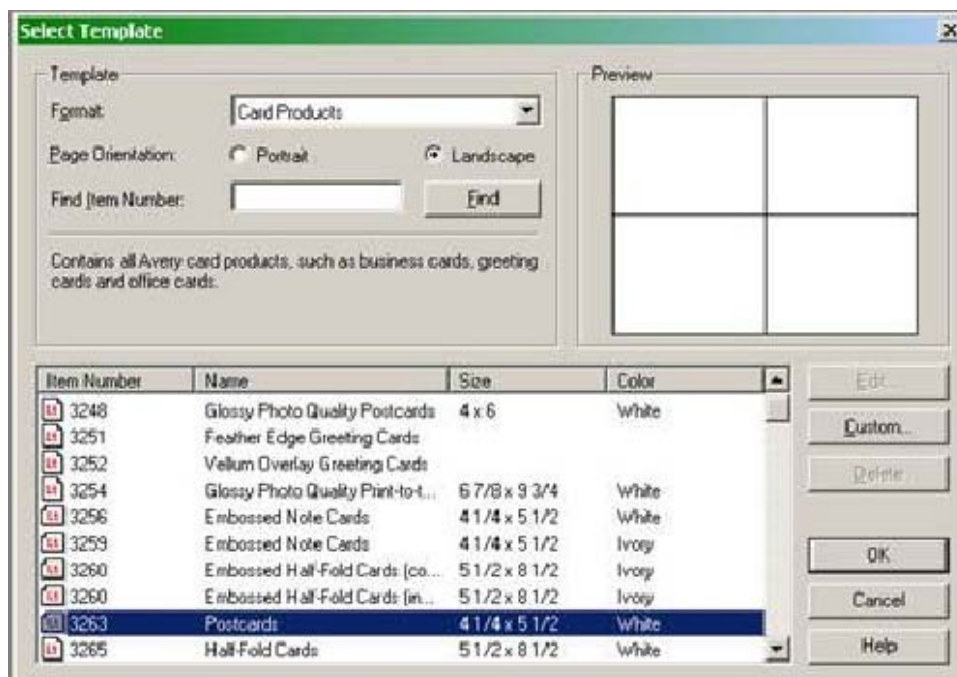 Select Template
Template
Format:
Card Products
Page Orientation:
Portrait
Landscape
Find Item Number:
Find
Contains all Avery card products, such as business cards, greeting
cards and office cards.
Preview
Item Number Name Size Color
3248 Glossy Photo Quality Postcards 4 x 6 White
3251 Feather Edge Greeting Cards
3252 Vellum Overlay Greeting Cards
3254 Glossy Photo Quality Print-to-t... 6 7/8 x 9 3/4 White
3256 Embossed Note Cards 4 1/4 x 5 1/2 White
3259 Embossed Note Cards 4 1/4 x 5 1/2 Ivory
3260 Embossed Half-Fold Cards (co... 5 1/2 x 8 1/2 Ivory
3260 Embossed Half-Fold Cards (in... 5 1/2 x 8 1/2 Ivory
3263 Postcards 4 1/4 x 5 1/2 White
3265 Half-Fold Cards 5 1/2 x 8 1/2 White
Edit...
Custom...
Delete
OK
Cancel
Help